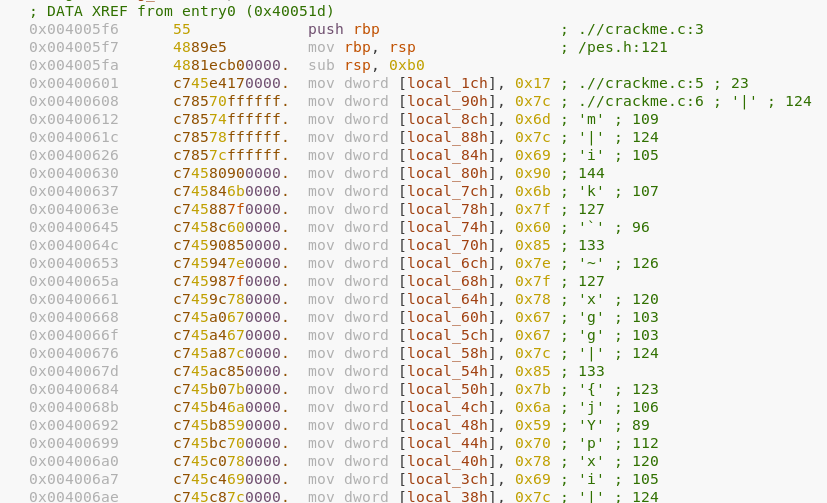 ; DATA XREF from entry0 (0x40051d)
0x004005f6 55 push rbp ; .//crackme.c:3
0x004005f7 4889e5 mov rbp, rsp ; /pes.h:121
0x004005fa 4881ecb00000. sub rsp, 0xb0
0x00400601 c745e4170000. mov dword [local_1ch], 0x17 ; .//crackme.c:5 ; 23
0x00400608 c78570ffffff. mov dword [local_90h], 0x7c ; .//crackme.c:6 ; '|' ; 124
0x00400612 c78574ffffff. mov dword [local_8ch], 0x6d ; 'm' ; 109
0x0040061c c78578ffffff. mov dword [local_88h], 0x7c ; '|' ; 124
0x00400626 c7857cffffff. mov dword [local_84h], 0x69 ; 'i' ; 105
0x00400630 c74580900000. mov dword [local_80h], 0x90 ; 144
0x00400637 c745846b0000. mov dword [local_7ch], 0x6b ; 'k' ; 107
0x0040063e c745887f0000. mov dword [local_78h], 0x7f ; 127
0x00400645 c7458c600000. mov dword [local_74h], 0x60 ; '`' ; 96
0x0040064c c74590850000. mov dword [local_70h], 0x85 ; 133
0x00400653 c745947e0000. mov dword [local_6ch], 0x7e ; '~' ; 126
0x0040065a c745987f0000. mov dword [local_68h], 0x7f ; 127
0x00400661 c7459c780000. mov dword [local_64h], 0x78 ; 'x' ; 120
0x00400668 c745a0670000. mov dword [local_60h], 0x67 ; 'g' ; 103
0x0040066f c745a4670000. mov dword [local_5ch], 0x67 ; 'g' ; 103
0x00400676 c745a87c0000. mov dword [local_58h], 0x7c ; '|' ; 124
0x0040067d c745ac850000. mov dword [local_54h], 0x85 ; 133
0x00400684 c745b07b0000. mov dword [local_50h], 0x7b ; '{' ; 123
0x0040068b c745b46a0000. mov dword [local_4ch], 0x6a ; 'j' ; 106
0x00400692 c745b8590000. mov dword [local_48h], 0x59 ; 'Y' ; 89
0x00400699 c745bc700000. mov dword [local_44h], 0x70 ; 'p' ; 112
0x004006a0 c745c0780000. mov dword [local_40h], 0x78 ; 'x' ; 120
0x004006a7 c745c4690000. mov dword [local_3ch], 0x69 ; 'i' ; 105
0x004006ae c745c87c0000. mov dword [local_38h], 0x7c ; '|' ; 124